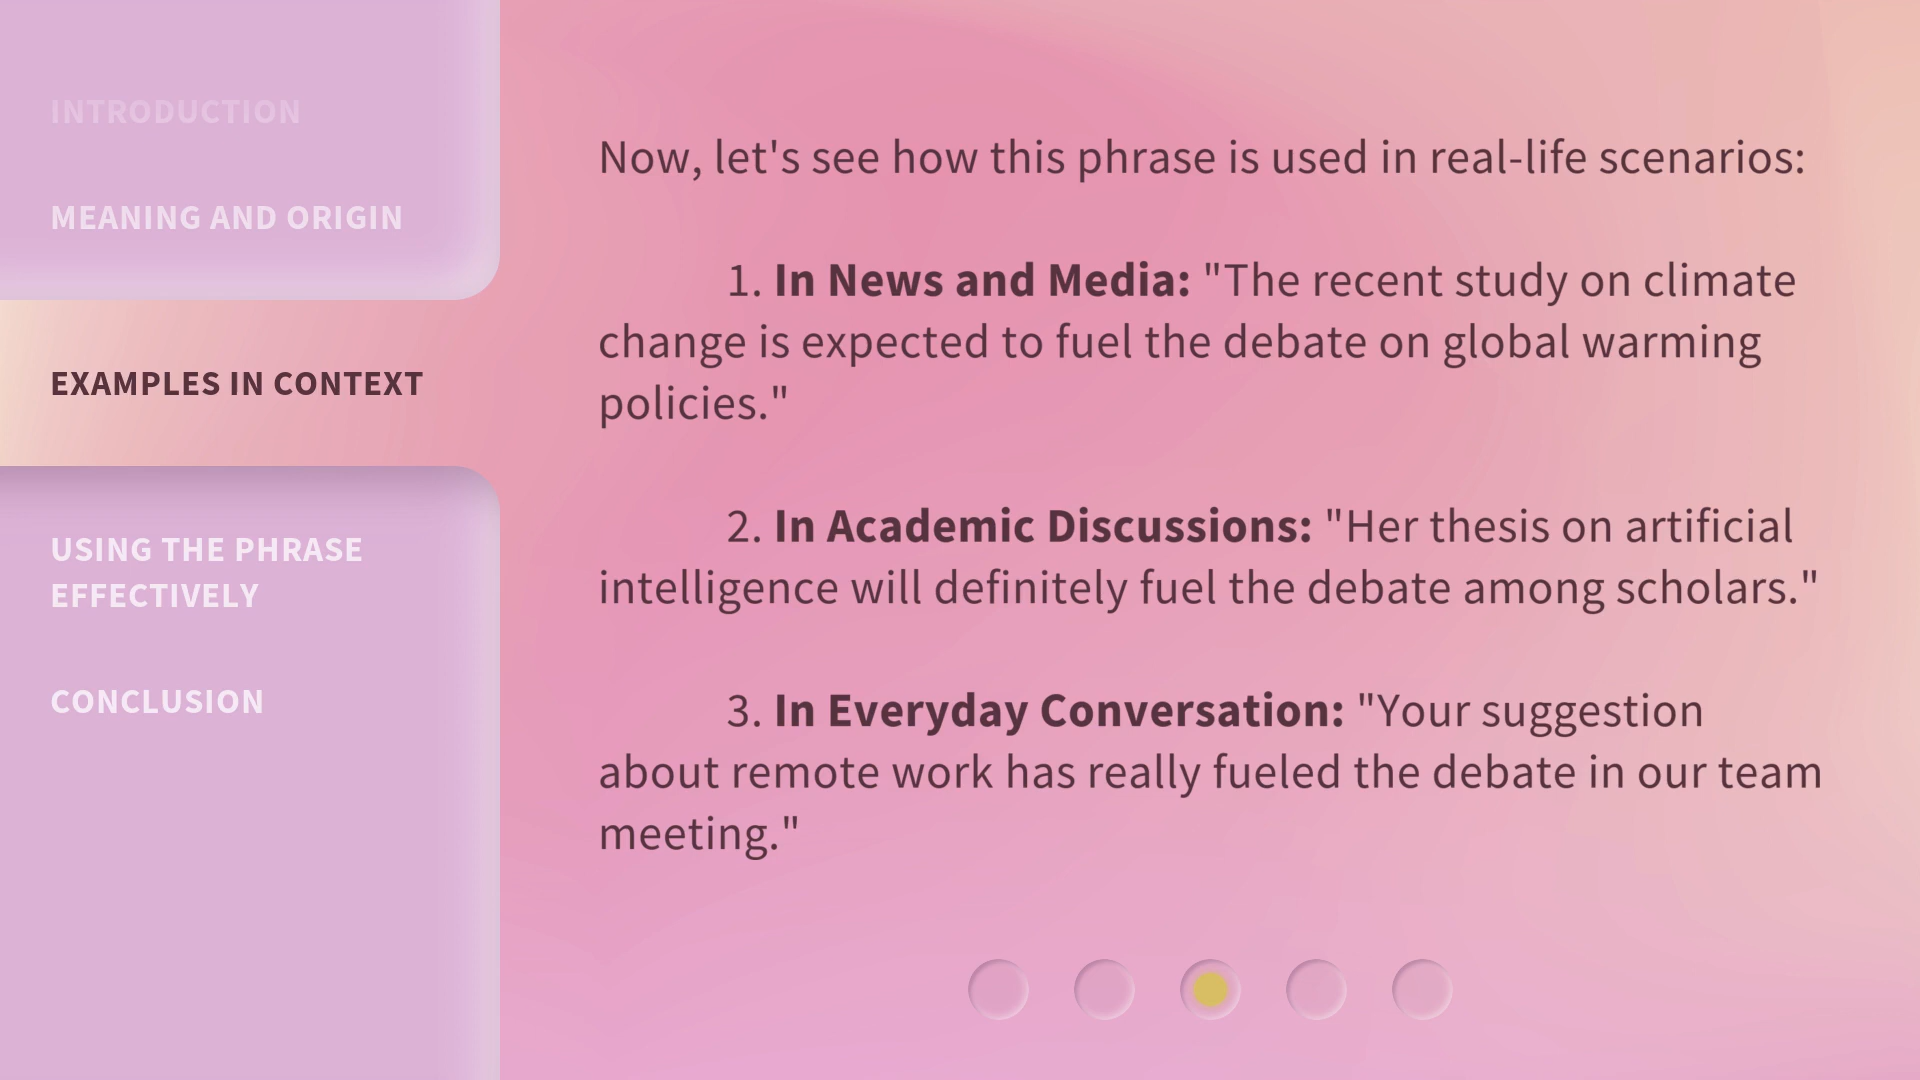 INTRODUCTION
MEANING AND ORIGIN
EXAMPLES IN CONTEXT
USING THE PHRASE
EFFECTIVELY
CONCLUSION
Now, let's see how this phrase is used in real-life scenarios:
1. In News and Media: "The recent study on climate
change is expected to fuel the debate on global warming
policies."
2. In Academic Discussions: "Her thesis on artificial
intelligence will definitely fuel the debate among scholars."
3. In Everyday Conversation: "Your suggestion
about remote work has really fueled the debate in our team
meeting."